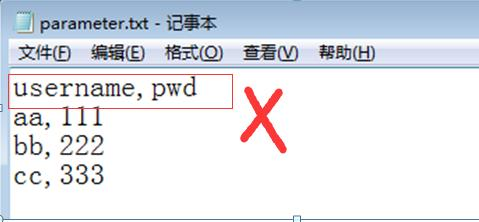 parameter.txt - 记事本
文件(F) 编辑(E) 格式(O) 查看(V) 帮助(H)
username,pwd
aa,111
bb,222
cc,333